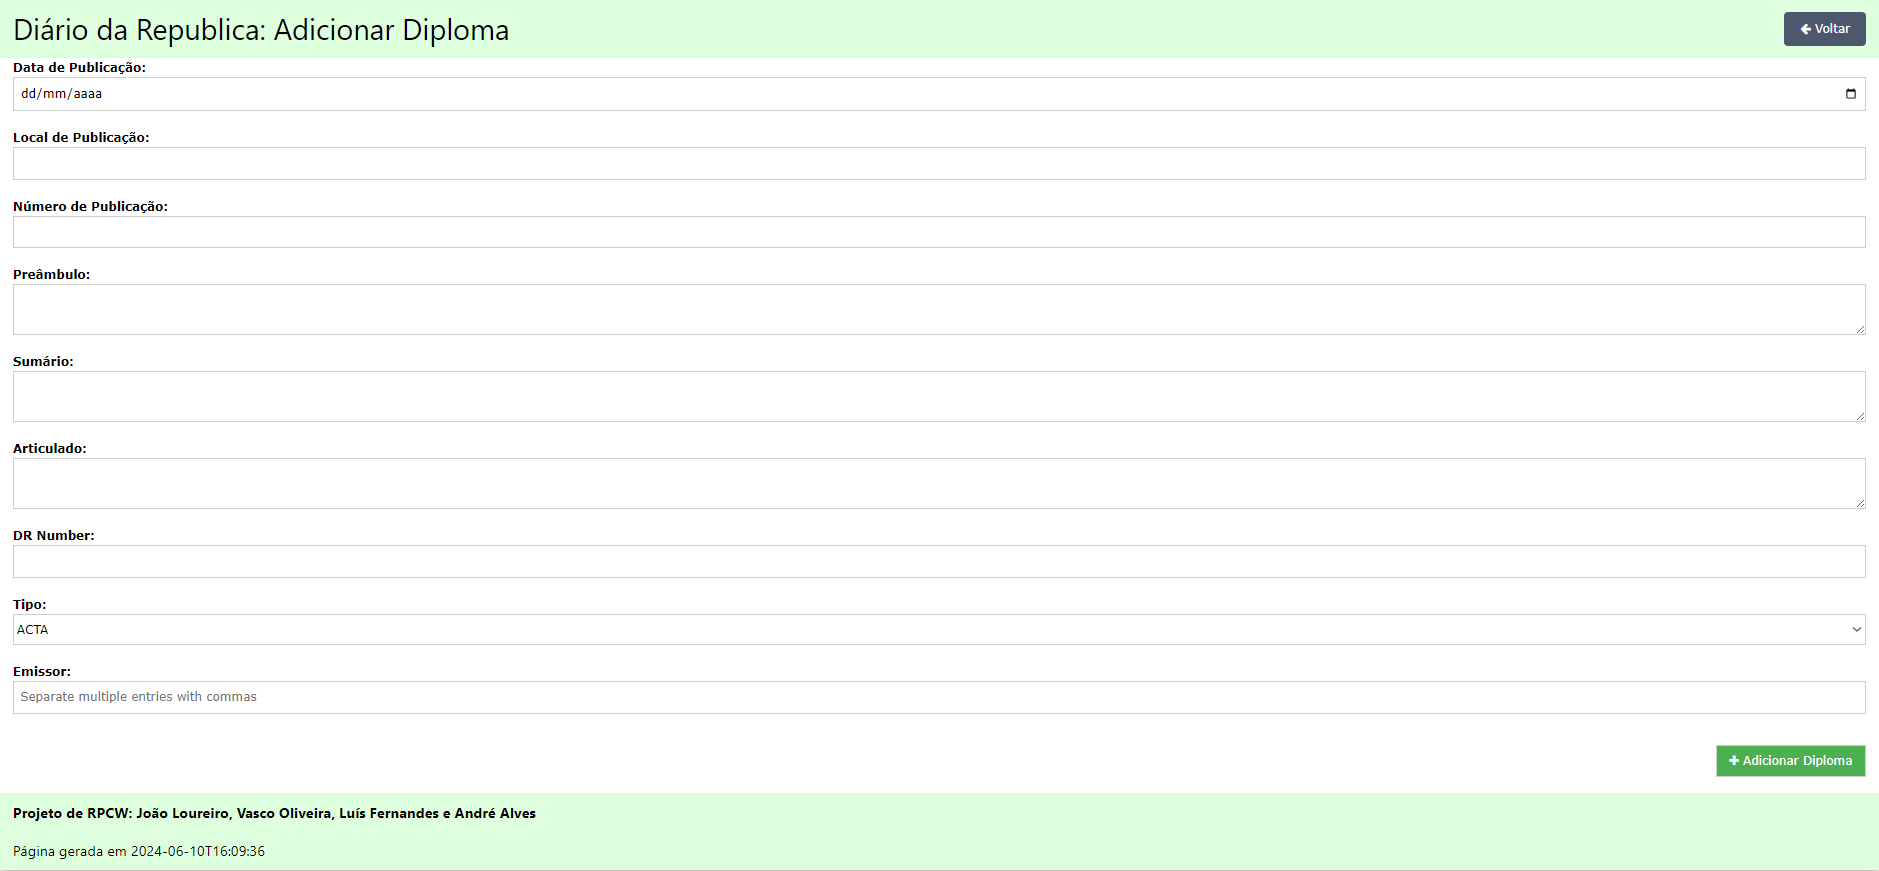 Diário da Republica: Adicionar Diploma
Voltar
Data de Publicação:
dd/mm/aaaa
Local de Publicação:
Número de Publicação:
Preâmbulo:
Sumário:
Articulado:
DR Number:
Tipo:
ACTA
Emissor:
Separate multiple entries with commas
Adicionar Diploma
Projeto de RPCW: João Loureiro, Vasco Oliveira, Luís Fernandes e André Alves
Página gerada em 2024-06-10T16:09:36